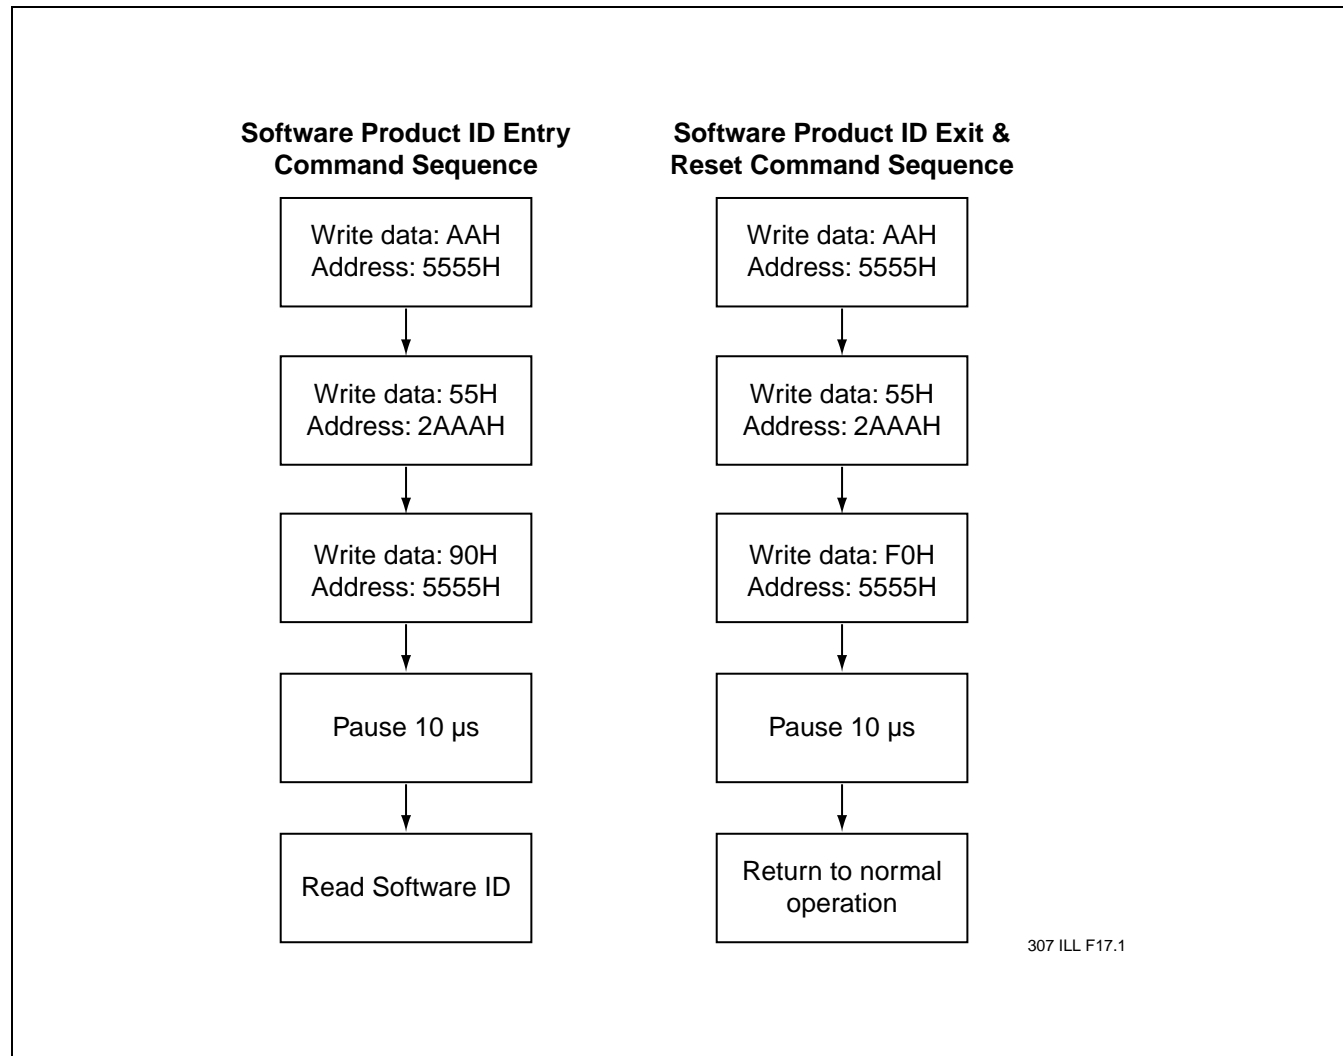 Software Product ID Entry
Command Sequence
Write data: AAH
Address: 5555H
Write data: 55H
Address: 2AAAH
Write data: 90H
Address: 5555H
Pause 10 µs
Read Software ID
Software Product ID Exit &
Reset Command Sequence
Write data: AAH
Address: 5555H
Write data: 55H
Address: 2AAAH
Write data: F0H
Address: 5555H
Pause 10 µs
Return to normal
operation
307 ILL F17.1